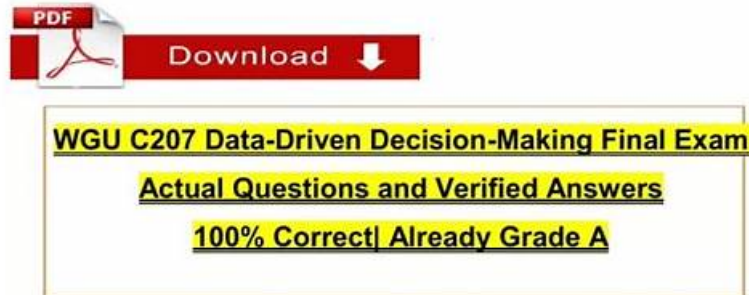 PDF
Download
WGU C207 Data-Driven Decision-Making Final Exam
Actual Questions and Verified Answers
100% Correct| Already Grade A